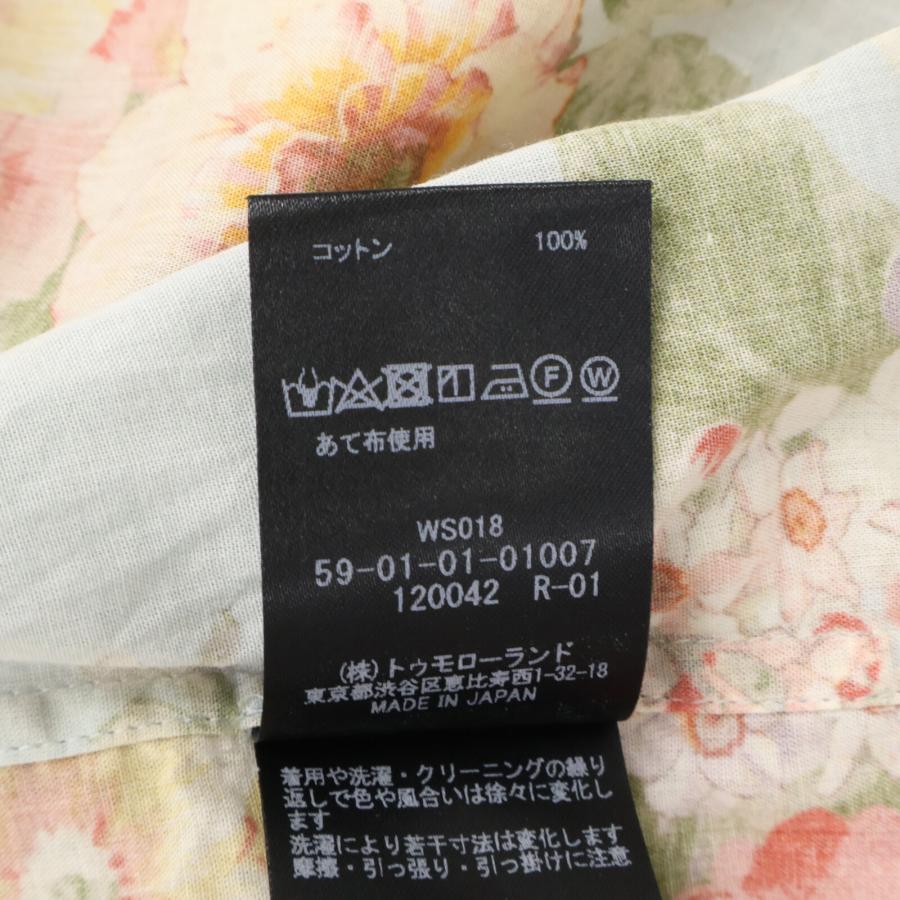 コットン 100%
F W
あて布使用
WS018
59-01-01-01007
120042 R-01
(株)トゥモローランド
東京都渋谷区恵比寿西1-32-18
MADE IN JAPAN
着用や洗濯・クリーニングの繰り
返しで色や風合いは徐々に変化し
ます
洗濯により若干寸法は変化します
摩擦・引っ張り・引っ掛けに注意